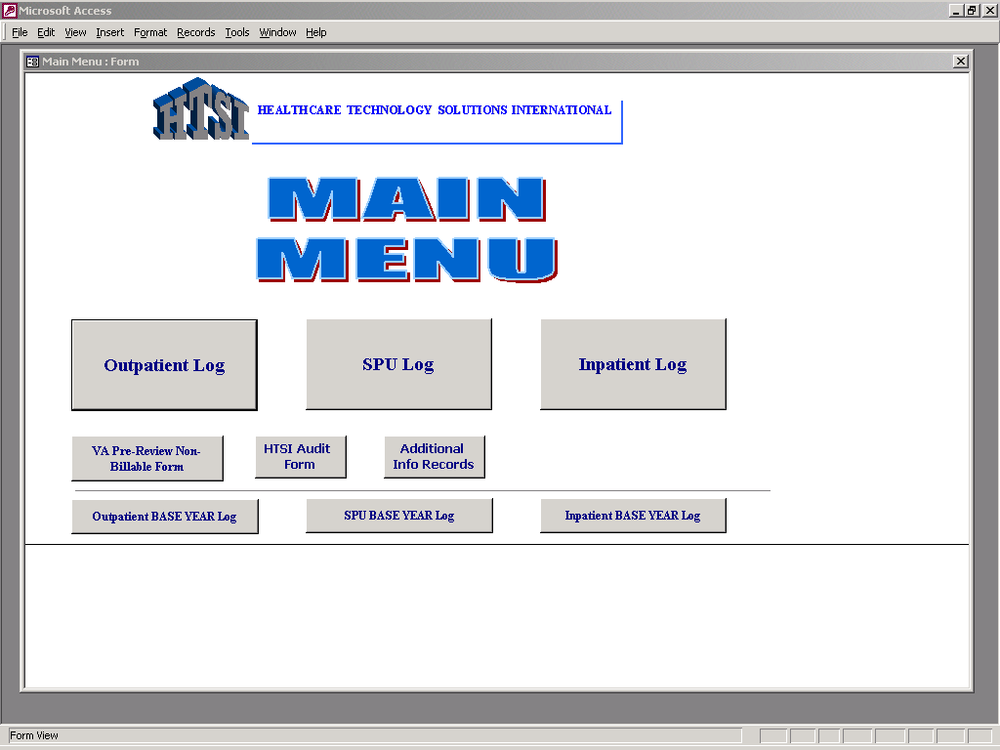 Microsoft Access
File Edit View Insert Format Records Tools Window Help
Main Menu : Form
HTSI
HEALTHCARE TECHNOLOGY SOLUTIONS INTERNATIONAL
MAIN
MENU
Outpatient Log
SPU Log
Inpatient Log
VA Pre-Review Non-
Billable Form
HTSI Audit
Form
Additional
Info Records
Outpatient BASE YEAR Log
SPU BASE YEAR Log
Inpatient BASE YEAR Log
Form View